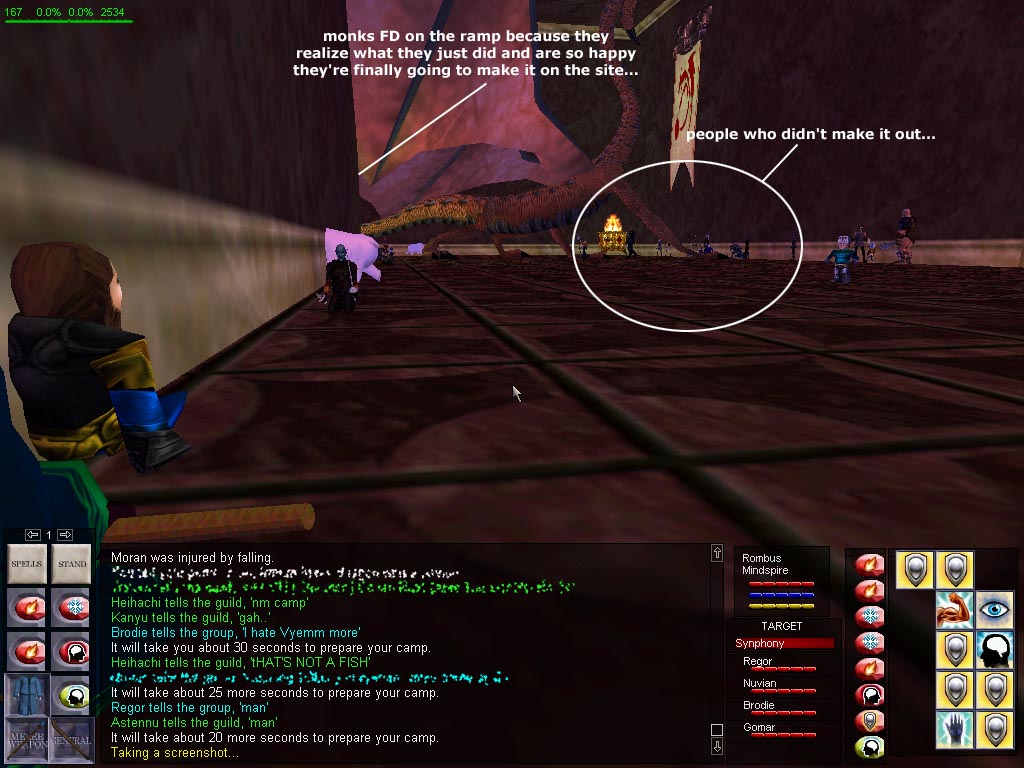 167 0.0% 0.0% 2534
monks FD on the ramp because they
realize what they just did and are so happy
they're finally going to make it on the site...
people who didn't make it out...
1
SPELLS STAND
MELEE WEAPON GENERAL
Moran was injured by falling.
Heihachi tells the guild, 'nm camp'
Kanyu tells the guild, 'gah..'
Brodie tells the group, 'I hate Vyemm more'
It will take you about 30 seconds to prepare your camp.
Heihachi tells the guild, 'tHAT'S NOT A FISH'
It will take about 25 more seconds to prepare your camp.
Regor tells the group, 'man'
Astennu tells the guild, 'man'
It will take about 20 more seconds to prepare your camp.
Taking a screenshot...
Rombus
Mindspire
TARGET
Synphony
Regor
Nuvian
Brodie
Gomar